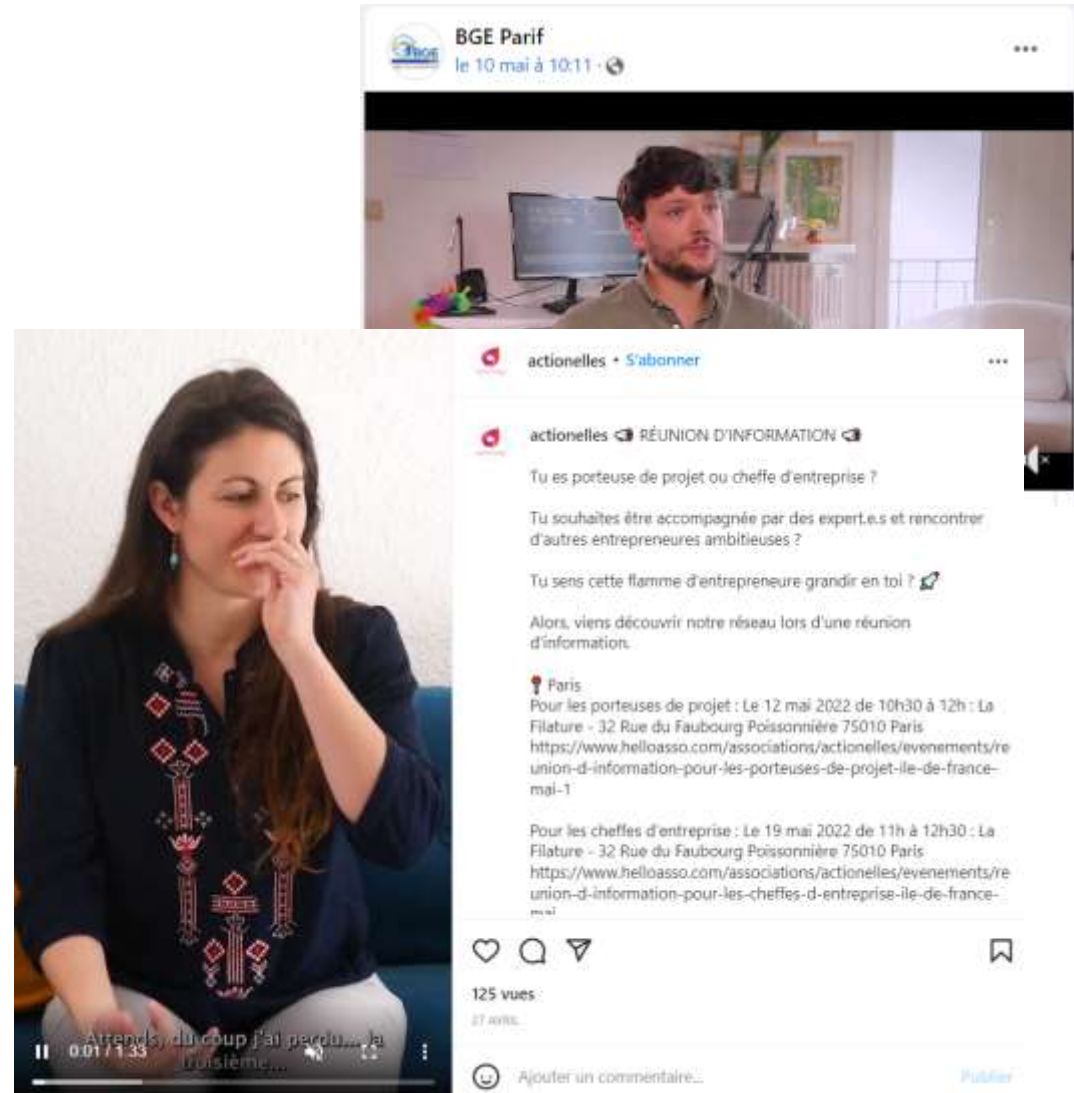 BGE Parif
le 10 mai à 10:11
actionelles • S'abonner
actionelles RÉUNION D'INFORMATION
Tu es porteuse de projet ou cheffe d'entreprise ?
Tu souhaites être accompagnée par des expert.e.s et rencontrer
d'autres entrepreneures ambitieuses ?
Tu sens cette flamme d'entrepreneure grandir en toi ?
Alors, viens découvrir notre réseau lors d'une réunion
d'information.
Paris
Pour les porteuses de projet : Le 12 mai 2022 de 10h30 à 12h : La
Filature - 32 Rue du Faubourg Poissonnière 75010 Paris
https://www.helloasso.com/associations/actionelles/evenements/re
union-d-information-pour-les-porteuses-de-projet-ile-de-france-
mai-1
Pour les cheffes d'entreprise : Le 19 mai 2022 de 11h à 12h30 : La
Filature - 32 Rue du Faubourg Poissonnière 75010 Paris
https://www.helloasso.com/associations/actionelles/evenements/re
union-d-information-pour-les-cheffes-d-entreprise-ile-de-france-
mai
125 vues
27 avril
Attends, du coup j'ai perdu... la
troisième...
0:01 / 1:33
Ajouter un commentaire...
Publier